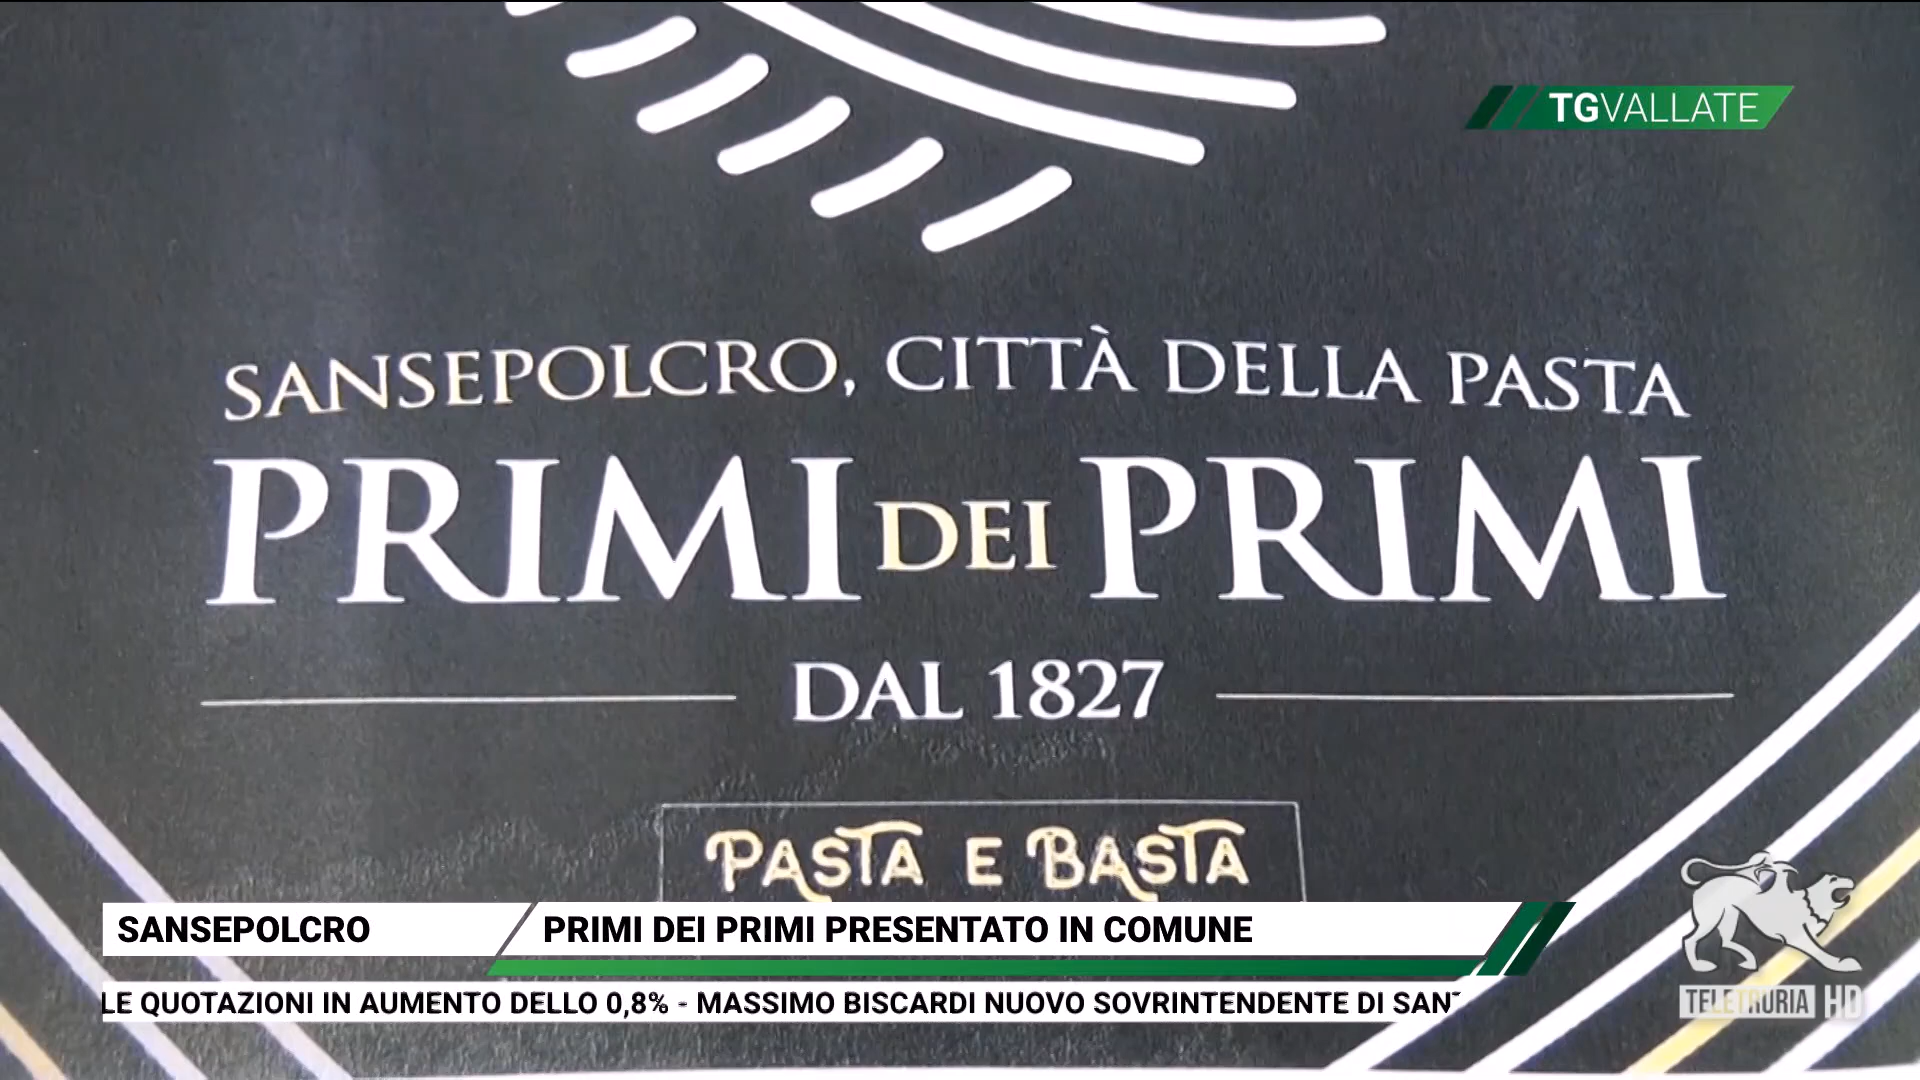 TGVALLATE
SANSEPOLCRO, CITTÀ DELLA PASTA
PRIMI DEI PRIMI
DAL 1827
PASTA E BASTA
SANSEPOLCRO
PRIMI DEI PRIMI PRESENTATO IN COMUNE
LE QUOTAZIONI IN AUMENTO DELLO 0,8% - MASSIMO BISCARDI NUOVO SOVRINTENDENTE DI
TELETRURIA HD